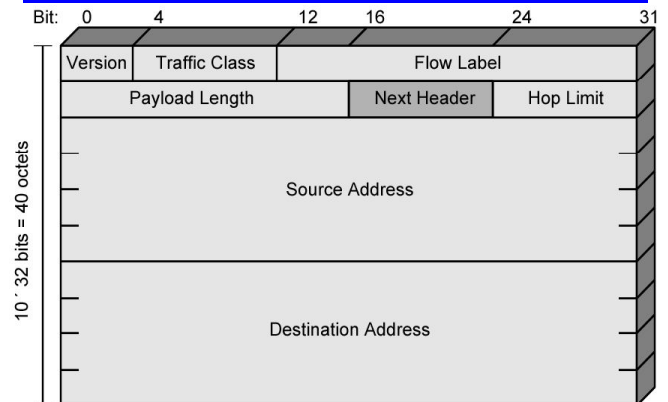 Bit: 0 4 12 16 24 31
Version Traffic Class Flow Label
Payload Length Next Header Hop Limit
Source Address
Destination Address
10 ´ 32 bits = 40 octets